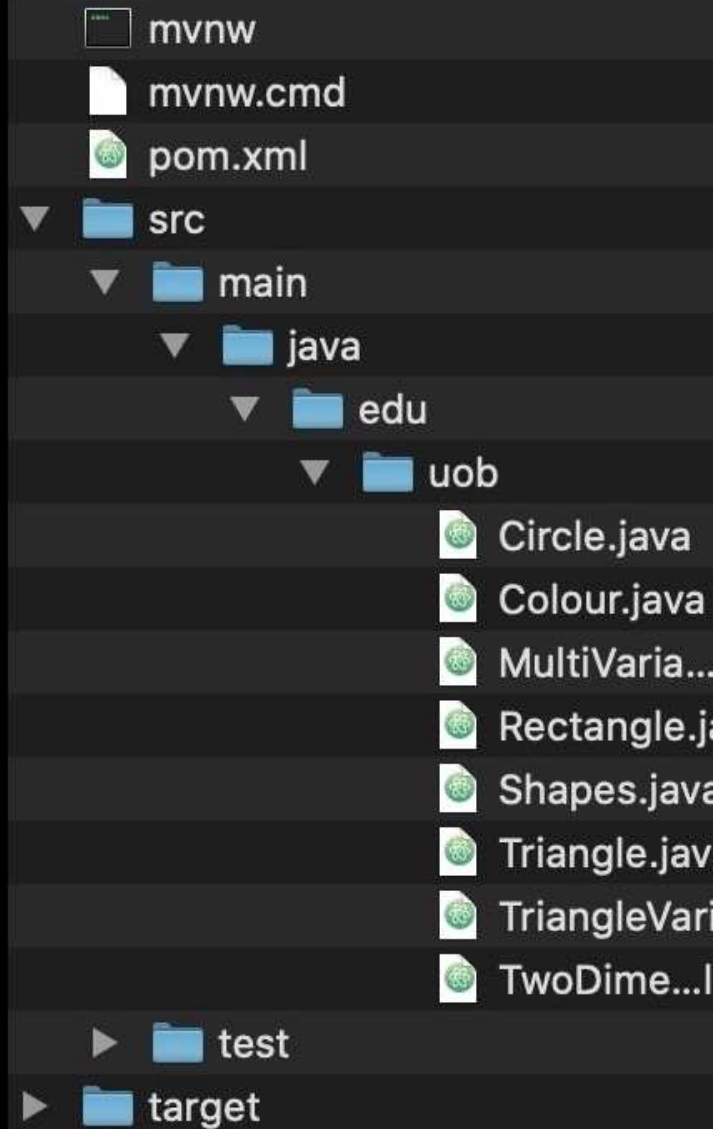 mvnw
mvnw.cmd
pom.xml
src
main
java
edu
uob
Circle.java
Colour.java
MultiVaria...
Rectangle.ja
Shapes.java
Triangle.jav
TriangleVari
TwoDime...l
test
target